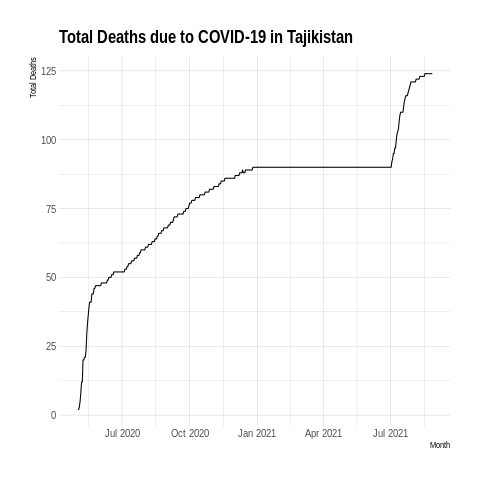 Total Deaths due to COVID-19 in Tajikistan
Total Deaths
125
100
75
50
25
0
Jul 2020 Oct 2020 Jan 2021 Apr 2021 Jul 2021
Month